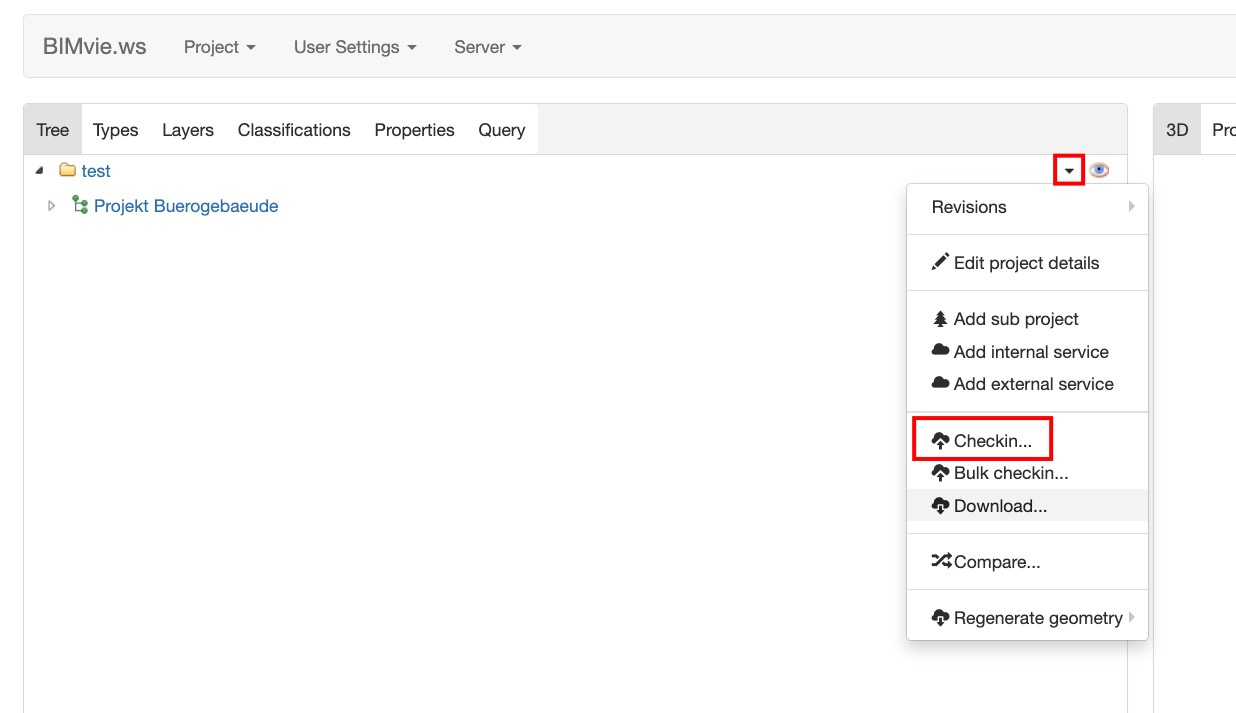 BIMvie.ws Project User Settings Server
Tree Types Layers Classifications Properties Query 3D
test
Projekt Buerogebaeude
Revisions
Edit project details
Add sub project
Add internal service
Add external service
Checkin...
Bulk checkin...
Download...
Compare...
Regenerate geometry